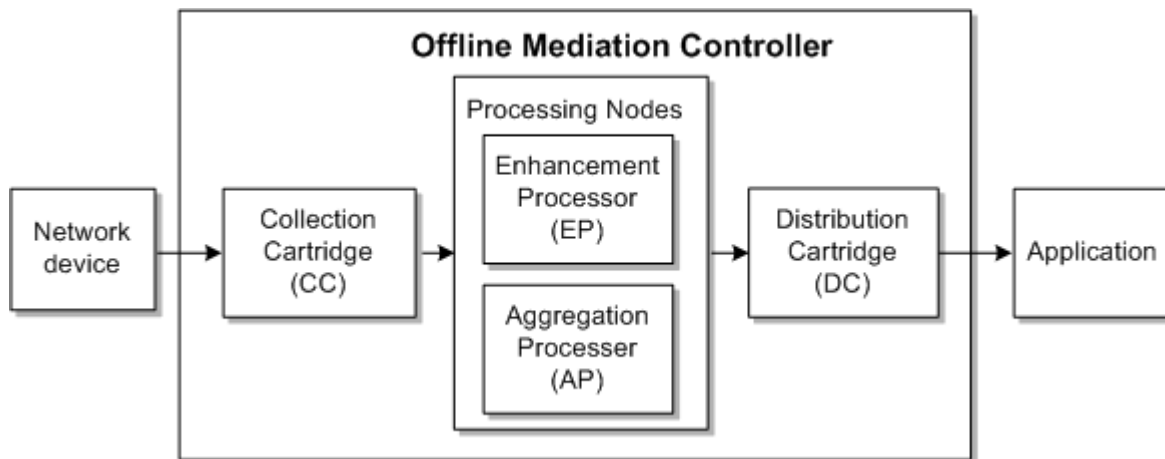 Offline Mediation Controller
Processing Nodes
Enhancement
Processor
(EP)
Network
device
Collection
Cartridge
(CC)
Distribution
Cartridge
(DC)
Application
Aggregation
Processer
(AP)